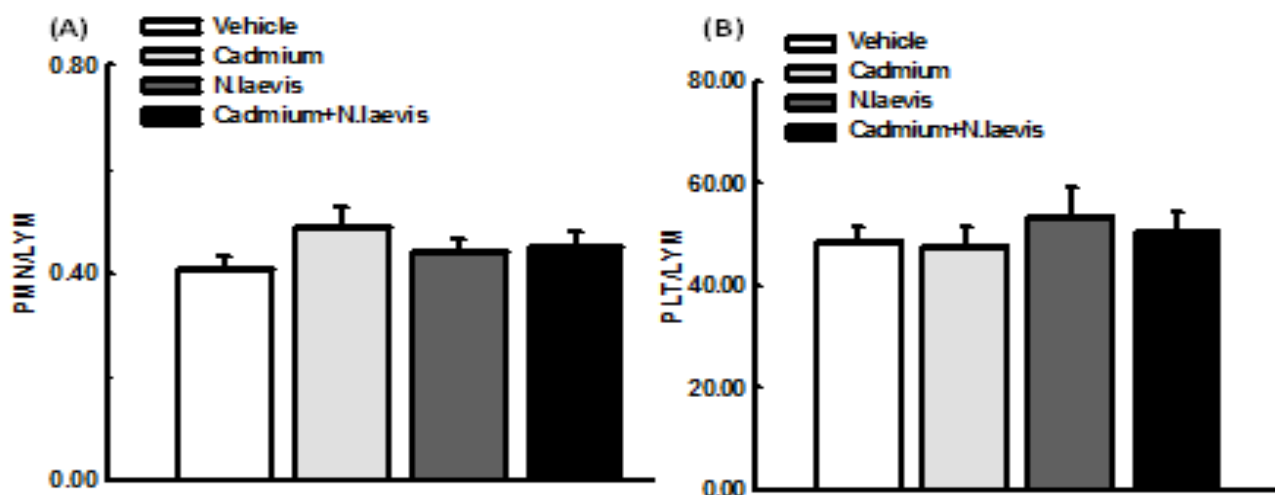 (A)
Vehicle
Cadmium
N.laevis
Cadmium+N.laevis
0.80
0.40
0.00
PMN/LYM
(B)
Vehicle
Cadmium
N.laevis
Cadmium+N.laevis
80.00
60.00
40.00
20.00
0.00
PLT/LYM